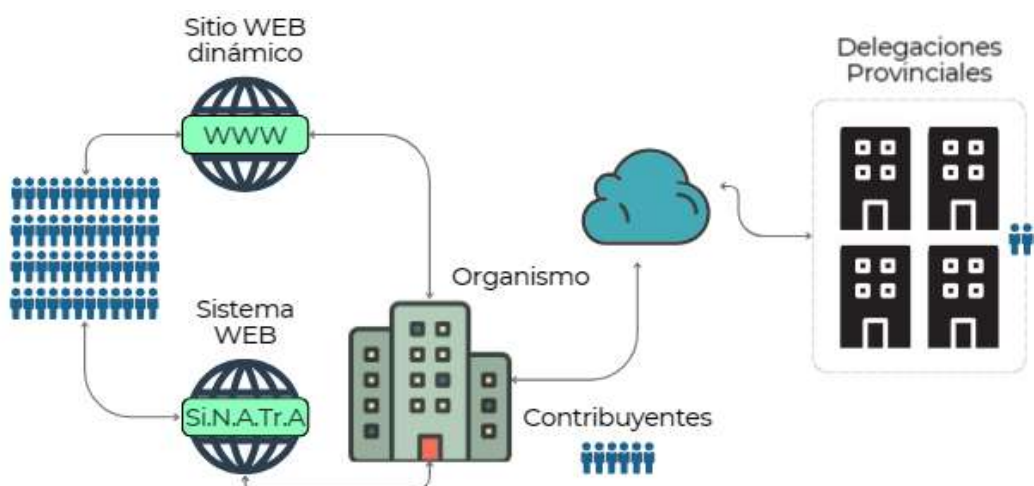 Sitio WEB
dinámico
WWW
Delegaciones
Provinciales
Organismo
Sistema
WEB
Si.N.A.Tr.A
Contribuyentes